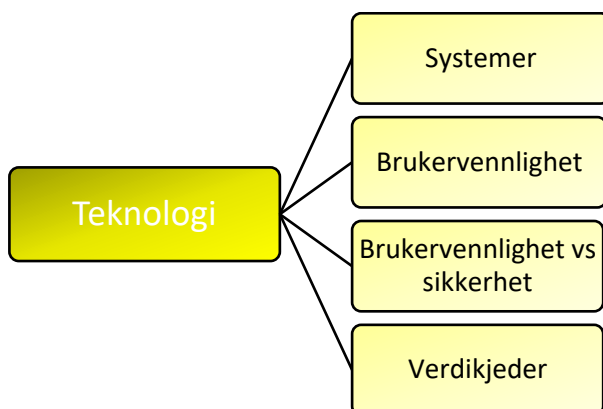 Teknologi
Systemer
Brukervennlighet
Brukervennlighet vs
sikkerhet
Verdikjeder